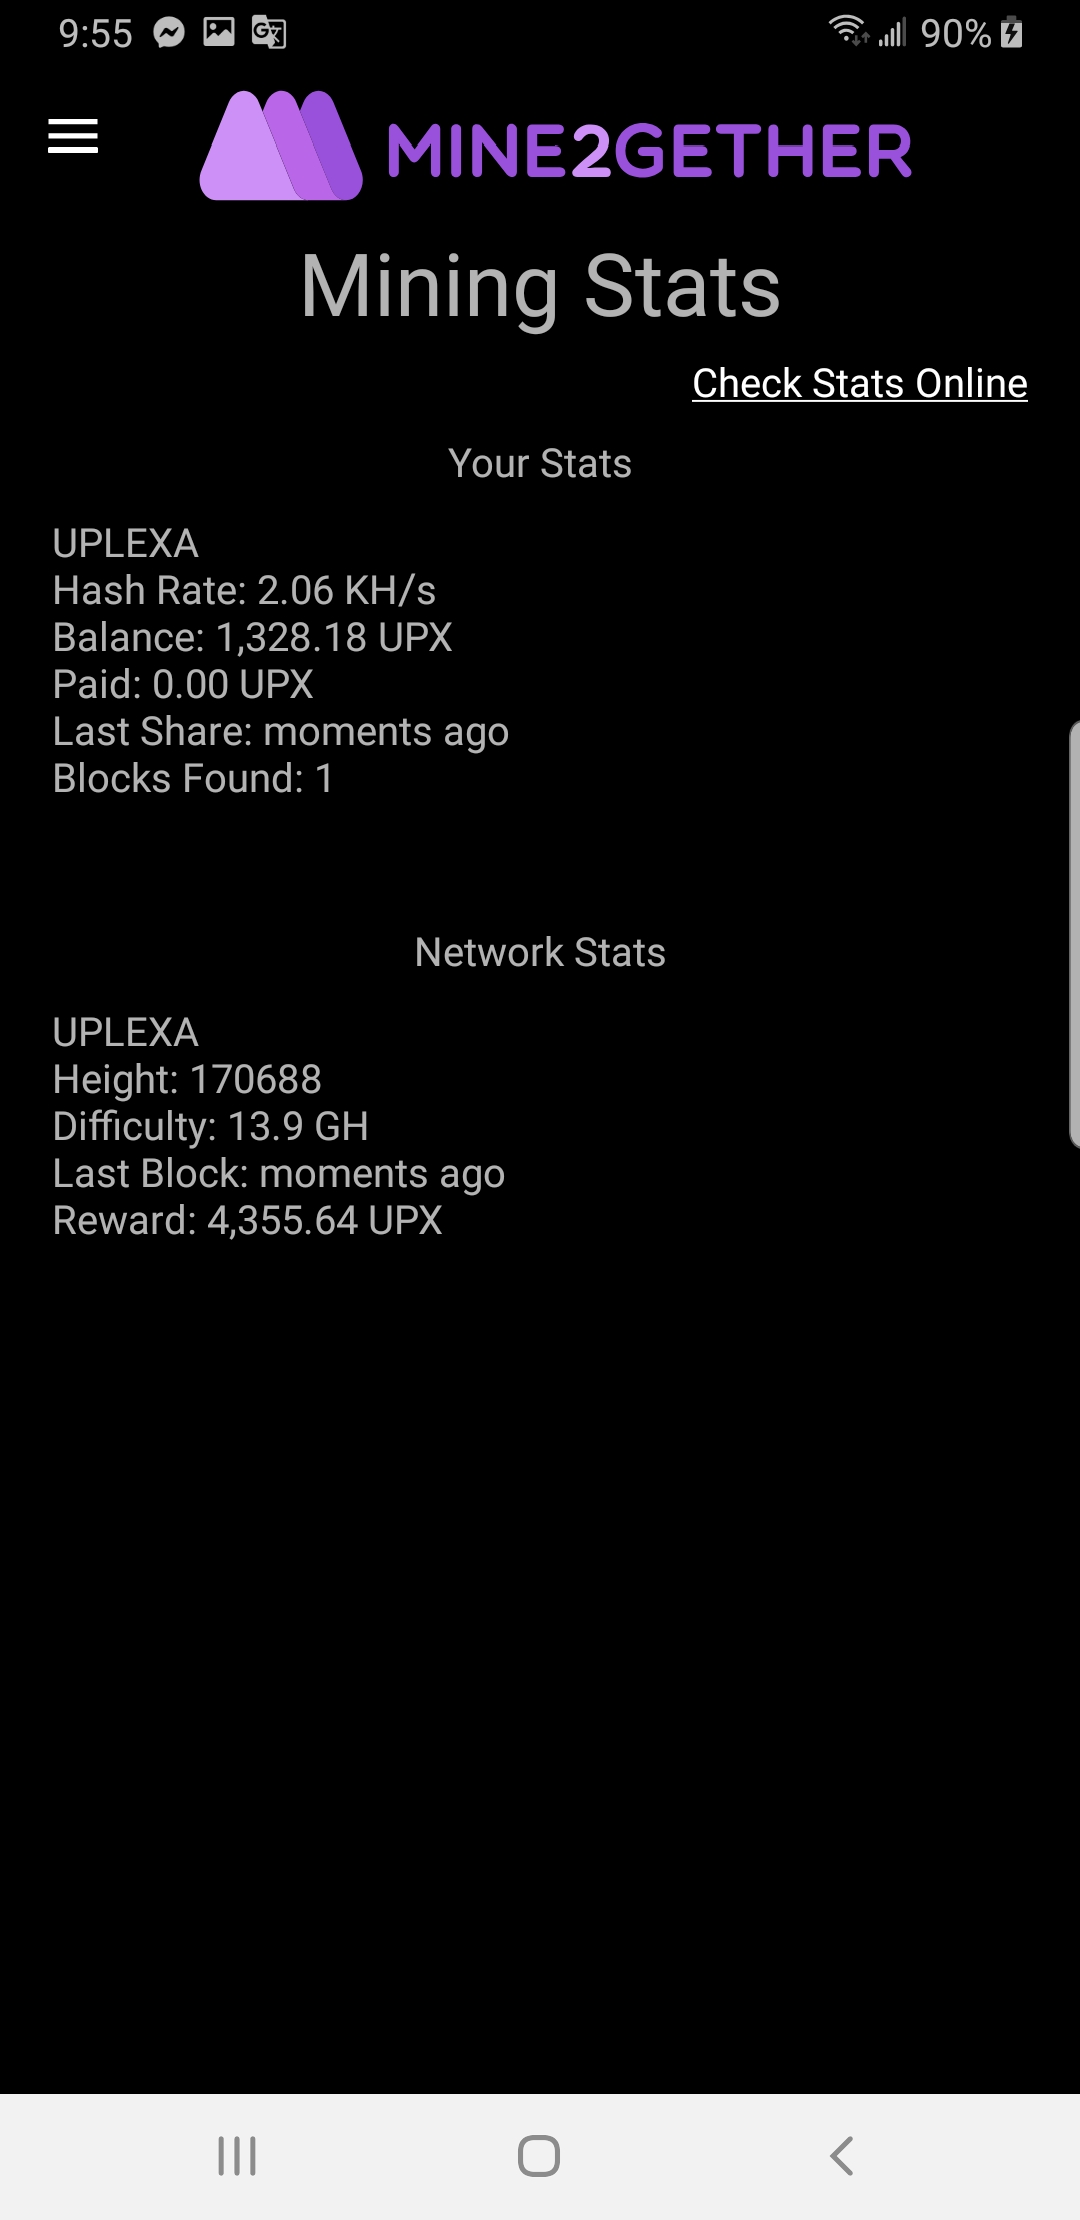 9:55 90%
MINE2GETHER
Mining Stats
Check Stats Online
Your Stats
UPLEXA
Hash Rate: 2.06 KH/s
Balance: 1,328.18 UPX
Paid: 0.00 UPX
Last Share: moments ago
Blocks Found: 1
Network Stats
UPLEXA
Height: 170688
Difficulty: 13.9 GH
Last Block: moments ago
Reward: 4,355.64 UPX